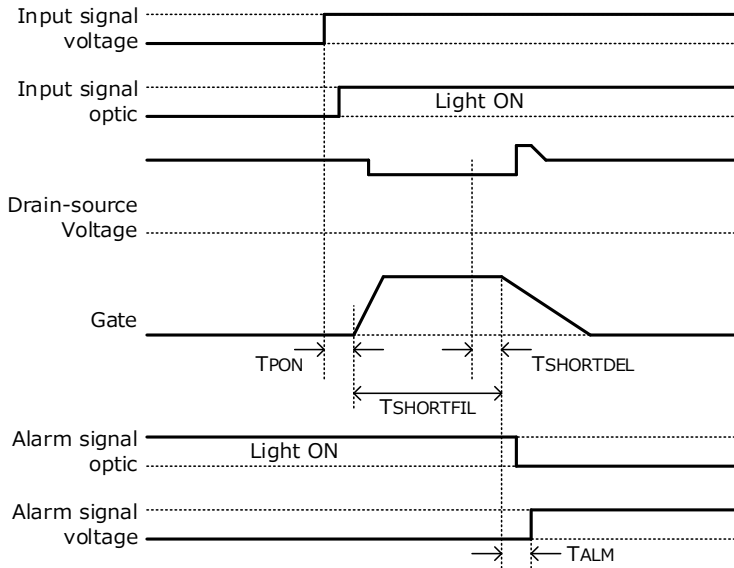 Input signal
voltage
Input signal
optic
Light ON
Drain-source
Voltage
Gate
TPON
TSHORTDEL
TSHORTFIL
Alarm signal
optic
Light ON
Alarm signal
voltage
TALM